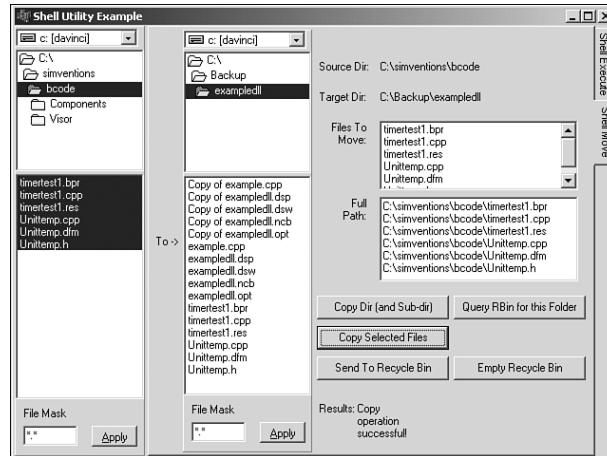 Shell Utility Example
c: [davinci]
C:\
simventions
bcode
Components
Visor
timertest1.bpr
timertest1.cpp
timertest1.res
Unittemp.cpp
Unittemp.dfm
Unittemp.h
File Mask
*.*
Apply
To ->
c: [davinci]
C:\
Backup
exampledll
Copy of example.cpp
Copy of exampledll.dsp
Copy of exampledll.dsw
Copy of exampledll.ncb
Copy of exampledll.opt
example.cpp
exampledll.dsp
exampledll.dsw
exampledll.ncb
exampledll.opt
timertest1.bpr
timertest1.cpp
timertest1.res
Unittemp.cpp
Unittemp.dfm
Unittemp.h
File Mask
*.*
Apply
Source Dir: C:\simventions\bcode
Target Dir: C:\Backup\exampledll
Files To
Move:
timertest1.bpr
timertest1.cpp
timertest1.res
Unittemp.cpp
Unittemp.dfm
Full
Path:
C:\simventions\bcode\timertest1.bpr
C:\simventions\bcode\timertest1.cpp
C:\simventions\bcode\timertest1.res
C:\simventions\bcode\Unittemp.cpp
C:\simventions\bcode\Unittemp.dfm
C:\simventions\bcode\Unittemp.h
Copy Dir (and Sub-dir)
Query RBin for this Folder
Copy Selected Files
Send To Recycle Bin
Empty Recycle Bin
Results: Copy
operation
successful!
Shell Execute
Shell Move